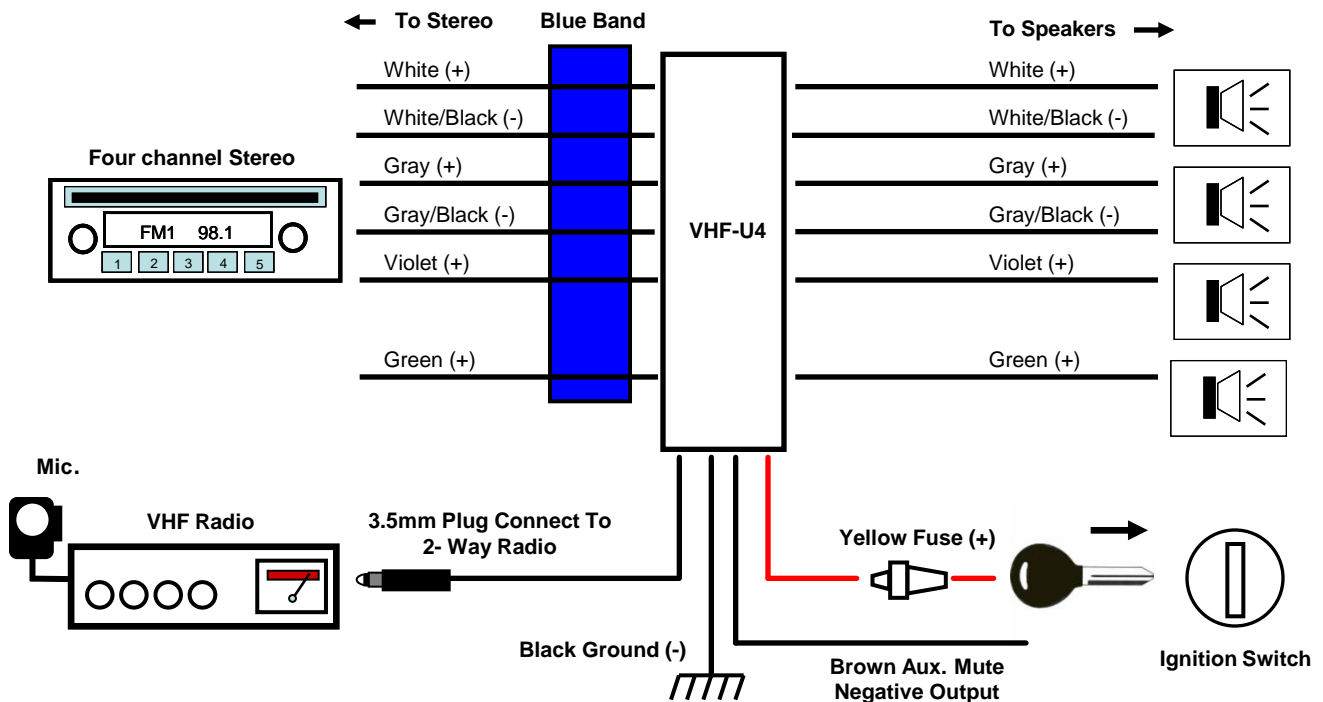 To Stereo
Blue Band
To Speakers
White (+)
White/Black (-)
Gray (+)
Gray/Black (-)
Violet (+)
Green (+)
Four channel Stereo
FM1 98.1
1 2 3 4 5
VHF-U4
White (+)
White/Black (-)
Gray (+)
Gray/Black (-)
Violet (+)
Green (+)
Mic.
VHF Radio
3.5mm Plug Connect To
2- Way Radio
Yellow Fuse (+)
Black Ground (-)
Brown Aux. Mute
Negative Output
Ignition Switch